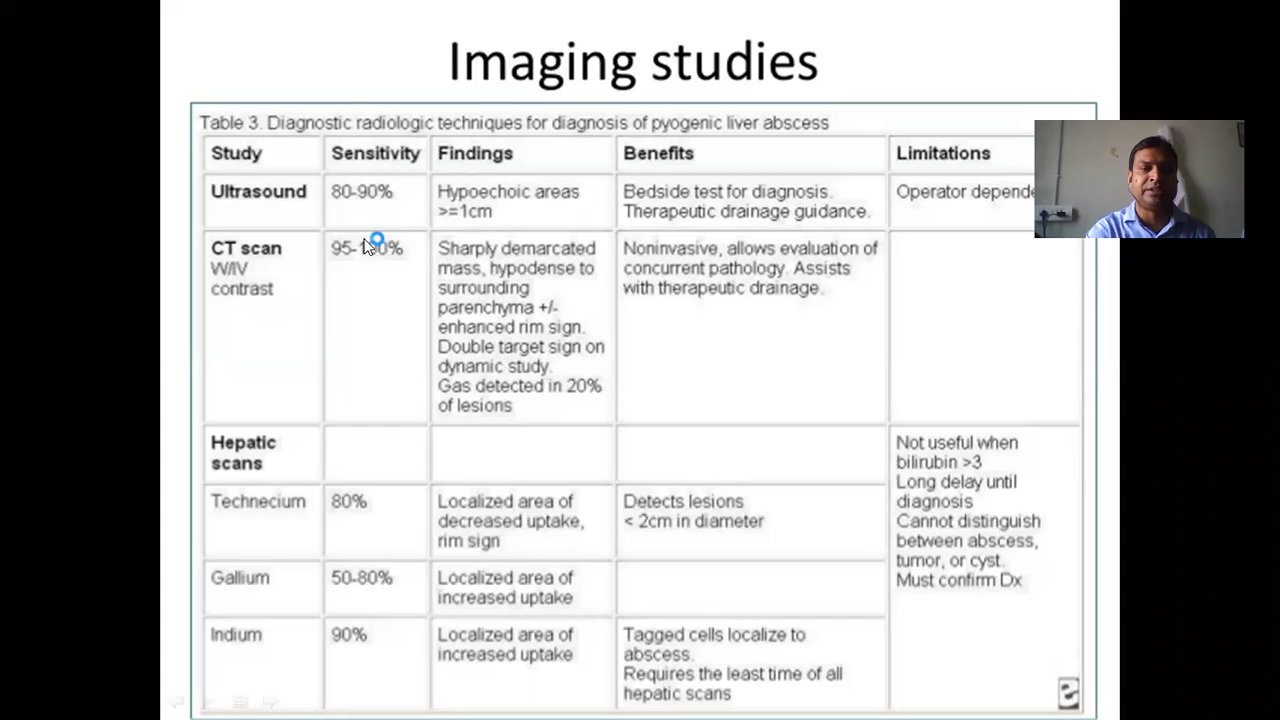 Imaging studies
Table 3. Diagnostic radiologic techniques for diagnosis of pyogenic liver abscess
Study Sensitivity Findings Benefits Limitations
Ultrasound 80-90% Hypoechoic areas Bedside test for diagnosis. Operator depende
>=1cm Therapeutic drainage guidance.
CT scan 95-100% Sharply demarcated Noninvasive, allows evaluation of
W/IV mass, hypodense to concurrent pathology. Assists
contrast surrounding with therapeutic drainage.
parenchyma +/-
enhanced rim sign.
Double target sign on
dynamic study.
Gas detected in 20%
of lesions
Hepatic Not useful when
scans bilirubin >3
Long delay until
Technecium 80% Localized area of Detects lesions diagnosis
decreased uptake, < 2cm in diameter Cannot distinguish
rim sign between abscess,
tumor, or cyst.
Gallium 50-80% Localized area of Must confirm Dx
increased uptake
Indium 90% Localized area of Tagged cells localize to
increased uptake abscess.
Requires the least time of all
hepatic scans